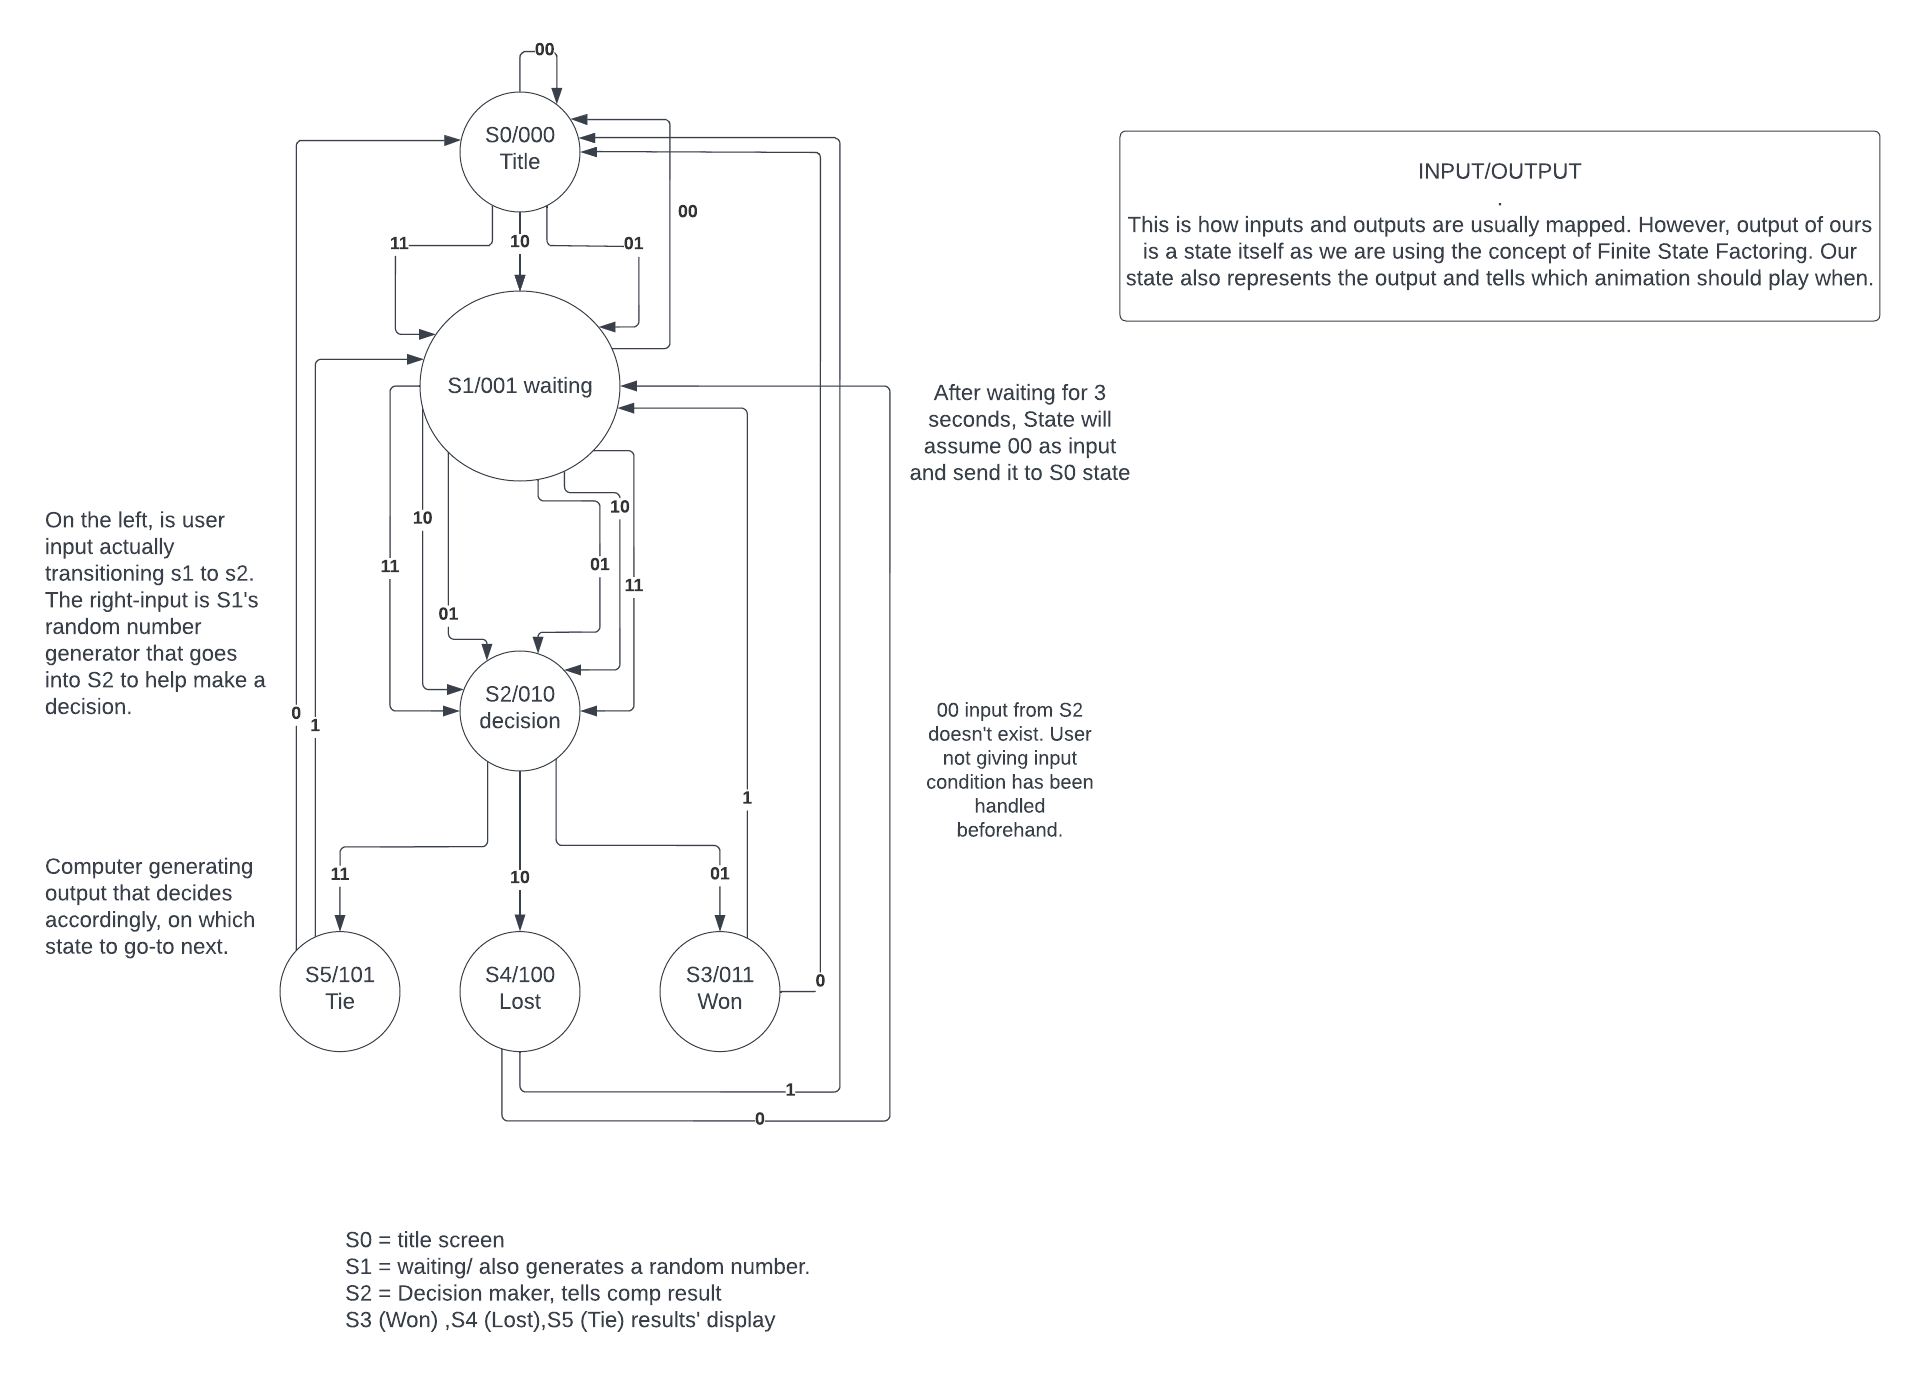 00
S0/000
Title
INPUT/OUTPUT
.
This is how inputs and outputs are usually mapped. However, output of ours
is a state itself as we are using the concept of Finite State Factoring. Our
state also represents the output and tells which animation should play when.
00
11
10
01
S1/001 waiting
After waiting for 3
seconds, State will
assume 00 as input
and send it to S0 state
On the left, is user
input actually
transitioning s1 to s2.
The right-input is S1's
random number
generator that goes
into S2 to help make a
decision.
10
10
11
01
11
01
S2/010
decision
0
1
00 input from S2
doesn't exist. User
not giving input
condition has been
handled
beforehand.
1
Computer generating
output that decides
accordingly, on which
state to go-to next.
11
10
01
S5/101
Tie
S4/100
Lost
S3/011
Won
0
1
0
S0 = title screen
S1 = waiting/ also generates a random number.
S2 = Decision maker, tells comp result
S3 (Won) ,S4 (Lost),S5 (Tie) results' display